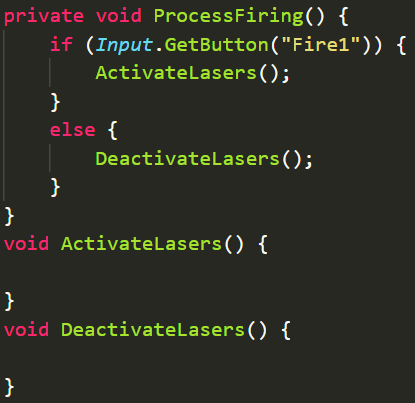 private void ProcessFiring() {
    if (Input.GetButton("Fire1")) {
        ActivateLasers();
    }
    else {
        DeactivateLasers();
    }
}
void ActivateLasers() {

}
void DeactivateLasers() {

}